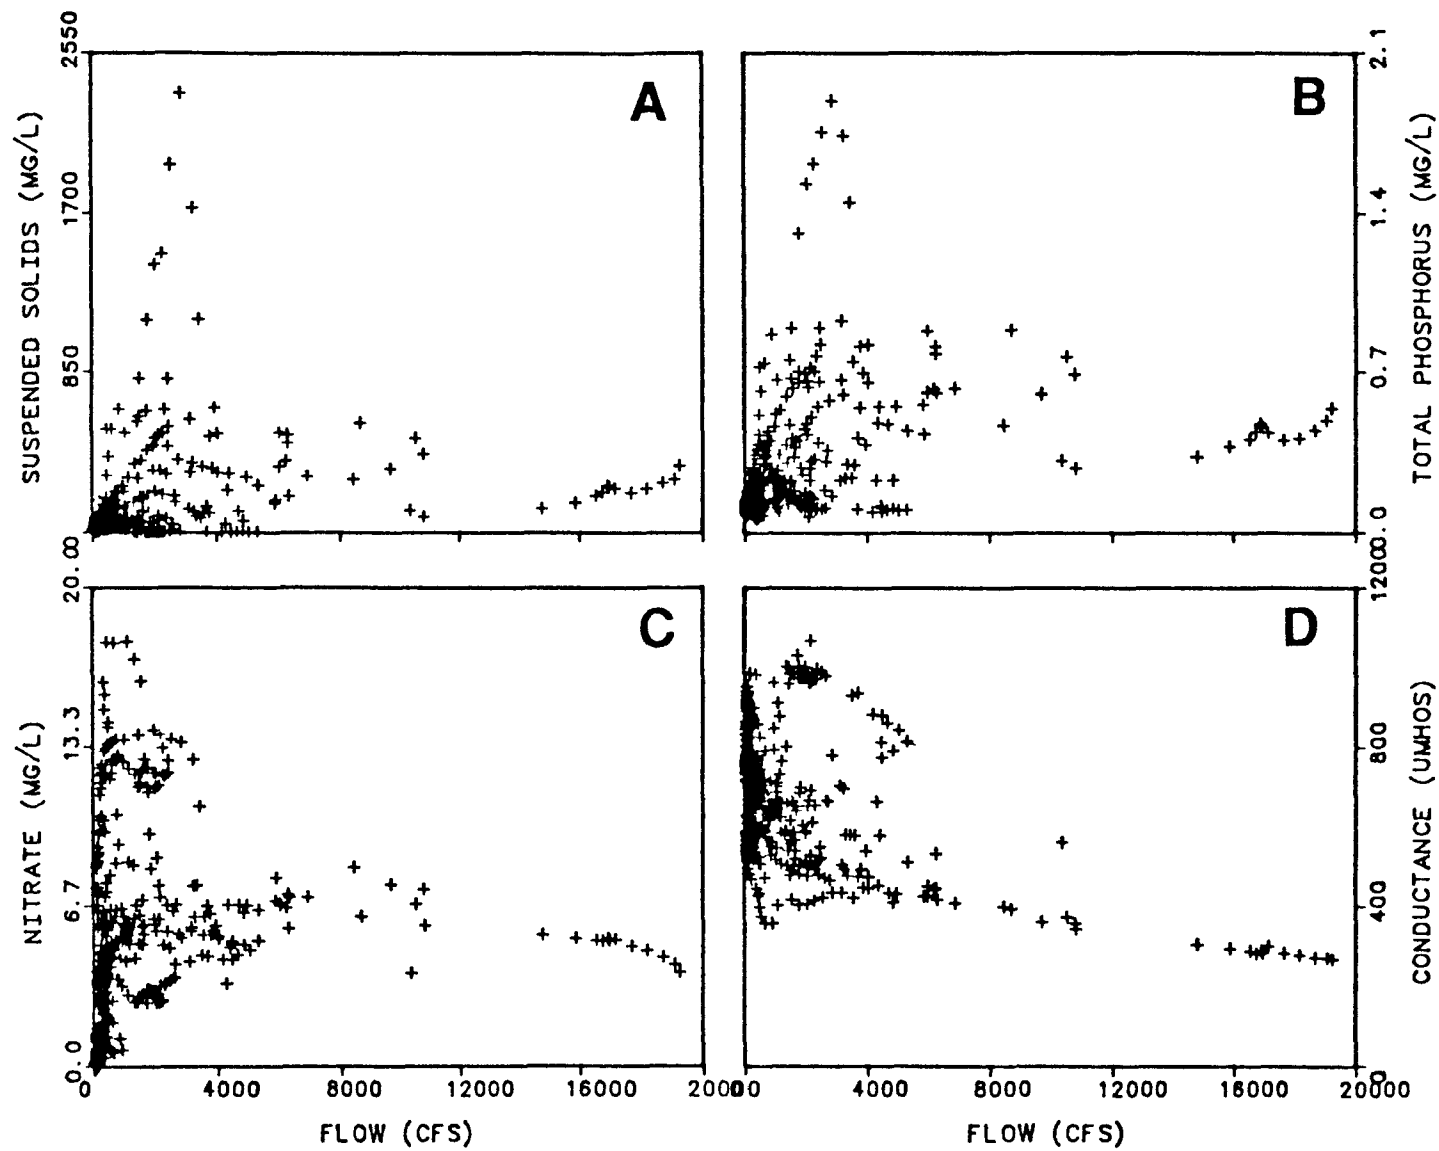 2550
1700
850
0
SUSPENDED SOLIDS (MG/L)
A
B
2.1
1.4
0.7
.0
TOTAL PHOSPHORUS (MG/L)
20.0
13.3
6.7
0.0
NITRATE (MG/L)
C
D
1200
800
400
0
CONDUCTANCE (UMHOS)
0 4000 8000 12000 16000 20000
0 4000 8000 12000 16000 20000
FLOW (CFS)
FLOW (CFS)